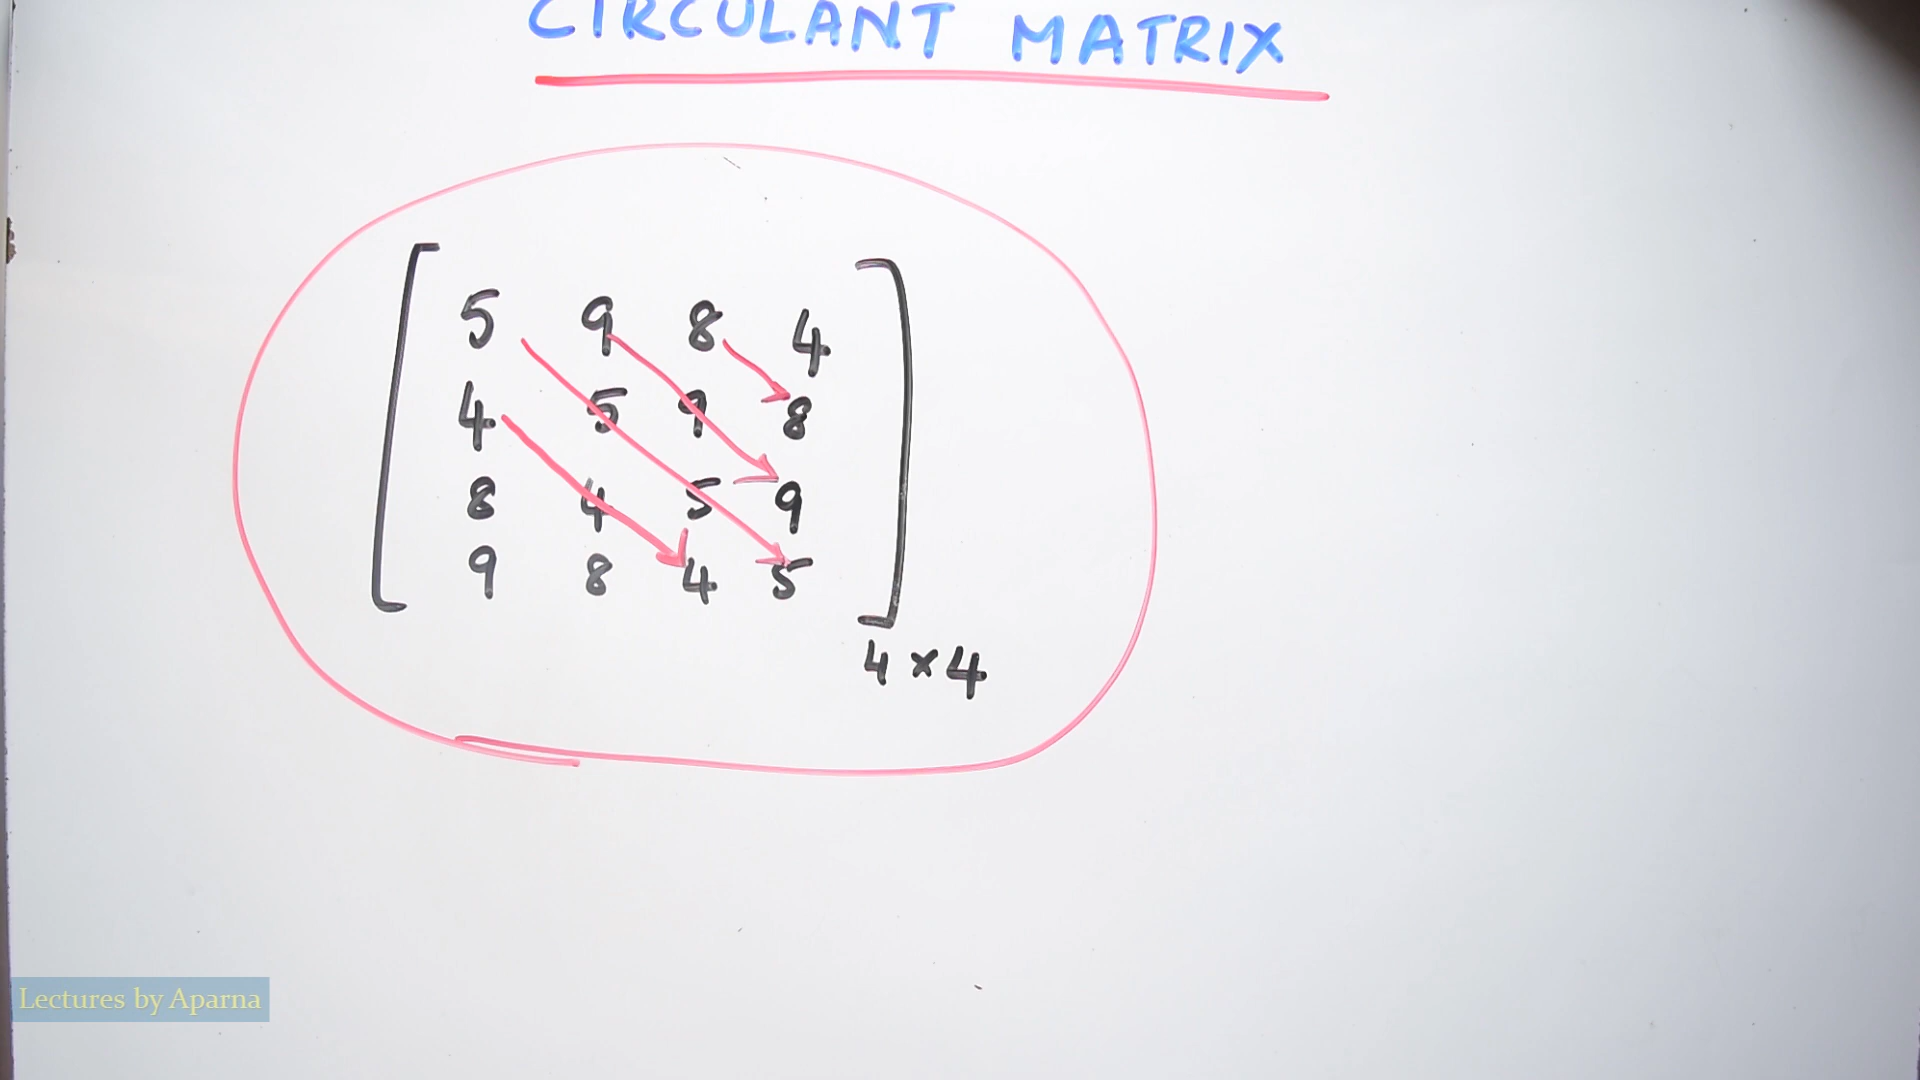 CIRCULANT MATRIX
5 9 8 4
4 5 9 8
8 4 5 9
9 8 4 5
4 × 4
Lectures by Aparna